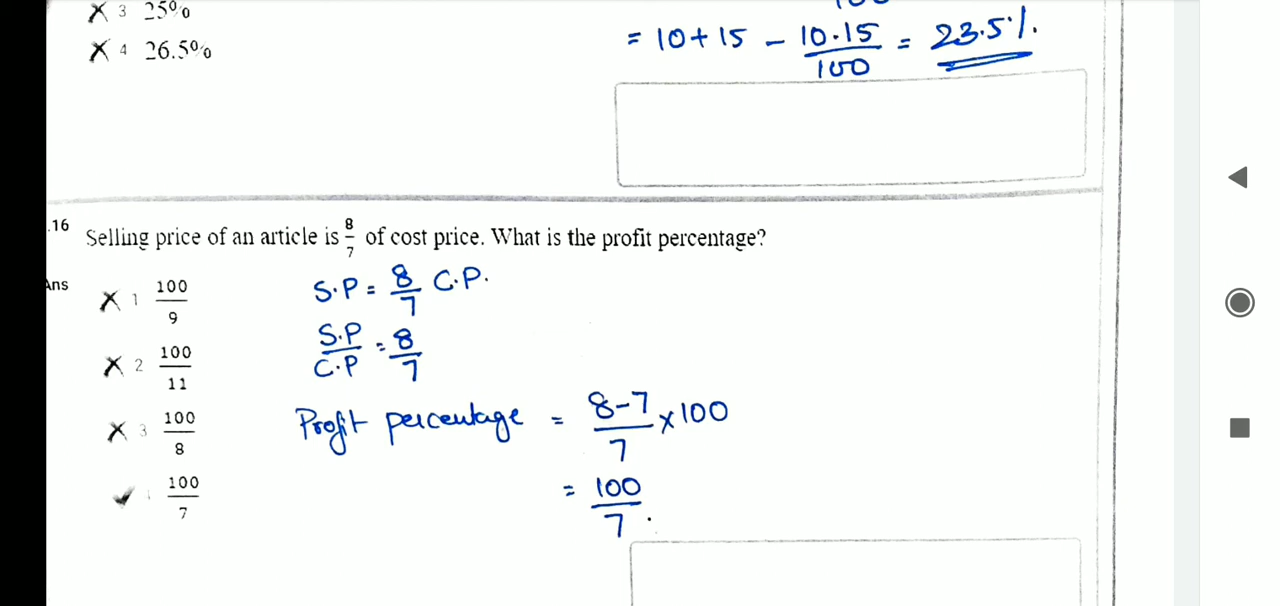 3 25%
= 10+15 - 10.15/100 = 23.5%.
4 26.5%
.16 Selling price of an article is 8/7 of cost price. What is the profit percentage?
Ans
1 100/9
S.P = 8/7 C.P.
2 100/11
S.P/C.P = 8/7
3 100/8
Profit percentage = 8-7/7 x 100
100/7
= 100/7.